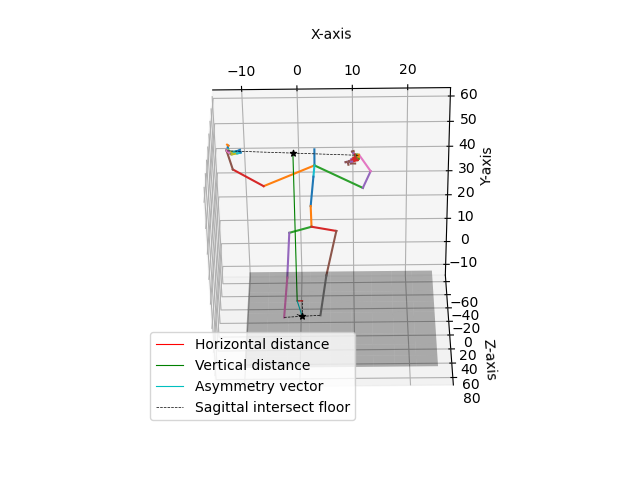 X-axis
−10 0 10 20
60
50
40
30
20
10
0
−10
Y-axis
−60
−40
−20
0
20
40
60
80
Z-axis
Horizontal distance
Vertical distance
Asymmetry vector
Sagittal intersect floor